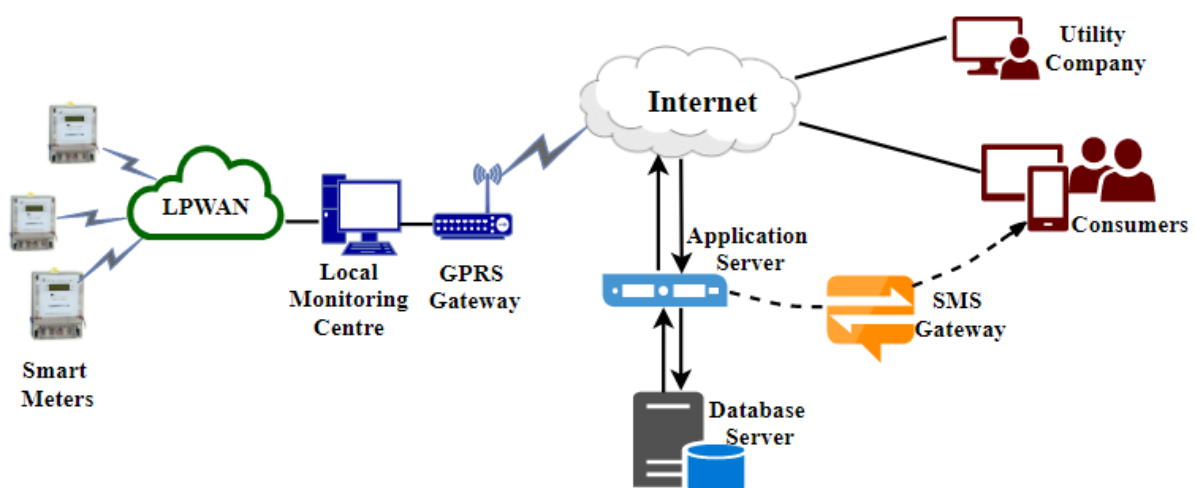 Utility
Company
Internet
LPWAN
Consumers
Application
Server
Local
Monitoring
Centre
GPRS
Gateway
SMS
Gateway
Smart
Meters
Database
Server